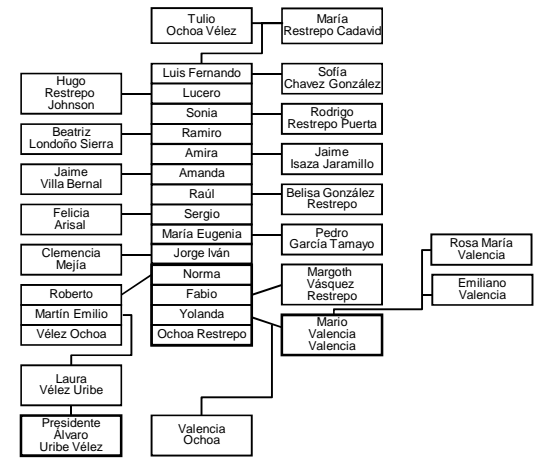 Tulio
Ochoa Vélez
María
Restrepo Cadavid
Luis Fernando
Sofía
Chavez González
Hugo
Restrepo
Johnson
Lucero
Sonia
Rodrigo
Restrepo Puerta
Beatriz
Londoño Sierra
Ramiro
Amira
Jaime
Isaza Jaramillo
Jaime
Villa Bernal
Amanda
Raúl
Belisa González
Restrepo
Felicia
Arisal
Sergio
María Eugenia
Pedro
García Tamayo
Clemencia
Mejía
Jorge Iván
Rosa María
Valencia
Norma
Margoth
Vásquez
Restrepo
Emiliano
Valencia
Roberto
Fabio
Martín Emilio
Yolanda
Mario
Valencia
Valencia
Vélez Ochoa
Ochoa Restrepo
Laura
Vélez Uribe
Presidente
Álvaro
Uribe Vélez
Valencia
Ochoa